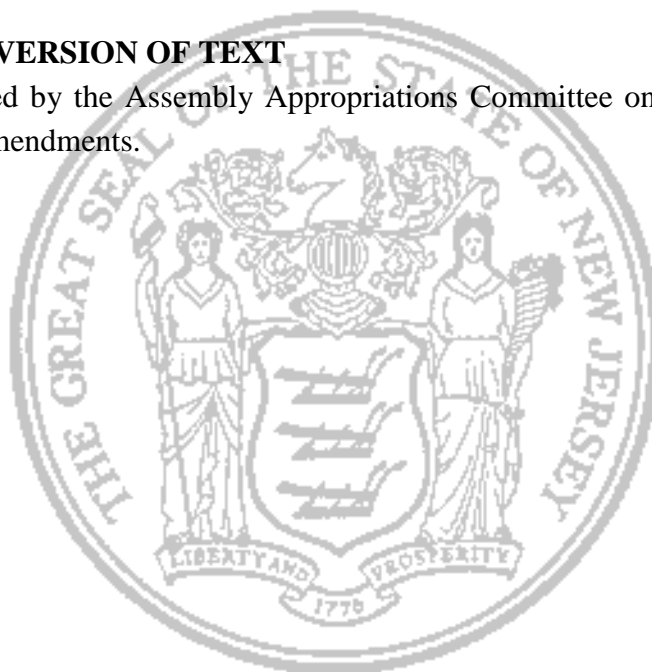 VERSION OF TEXT
ed by the Assembly Appropriations Committee on
mendments.
THE GREAT SEAL OF THE STATE OF NEW JERSEY
LIBERTY AND PROSPERITY
1776